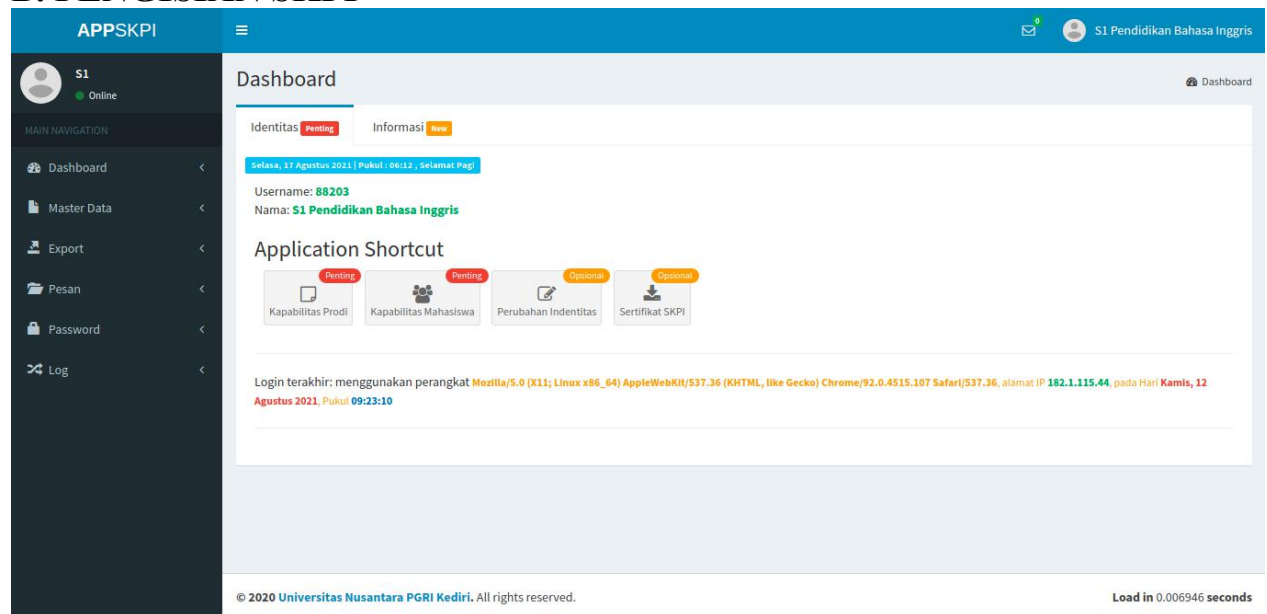 B. PENGISIAN SKPI
APPSKPI
0
S1 Pendidikan Bahasa Inggris
S1
Online
MAIN NAVIGATION
Dashboard
Master Data
Export
Pesan
Password
Log
Dashboard
Dashboard
Identitas Penting
Informasi New
Selasa, 17 Agustus 2021 | Pukul : 06:12 , Selamat Pagi
Username: 88203
Nama: S1 Pendidikan Bahasa Inggris
Application Shortcut
Penting
Kapabilitas Prodi
Penting
Kapabilitas Mahasiswa
Opsional
Perubahan Indentitas
Opsional
Sertifikat SKPI
Login terakhir: menggunakan perangkat Mozilla/5.0 (X11; Linux x86_64) AppleWebKit/537.36 (KHTML, like Gecko) Chrome/92.0.4515.107 Safari/537.36, alamat IP 182.1.115.44, pada Hari Kamis, 12
Agustus 2021, Pukul 09:23:10
© 2020 Universitas Nusantara PGRI Kediri. All rights reserved.
Load in 0.006946 seconds